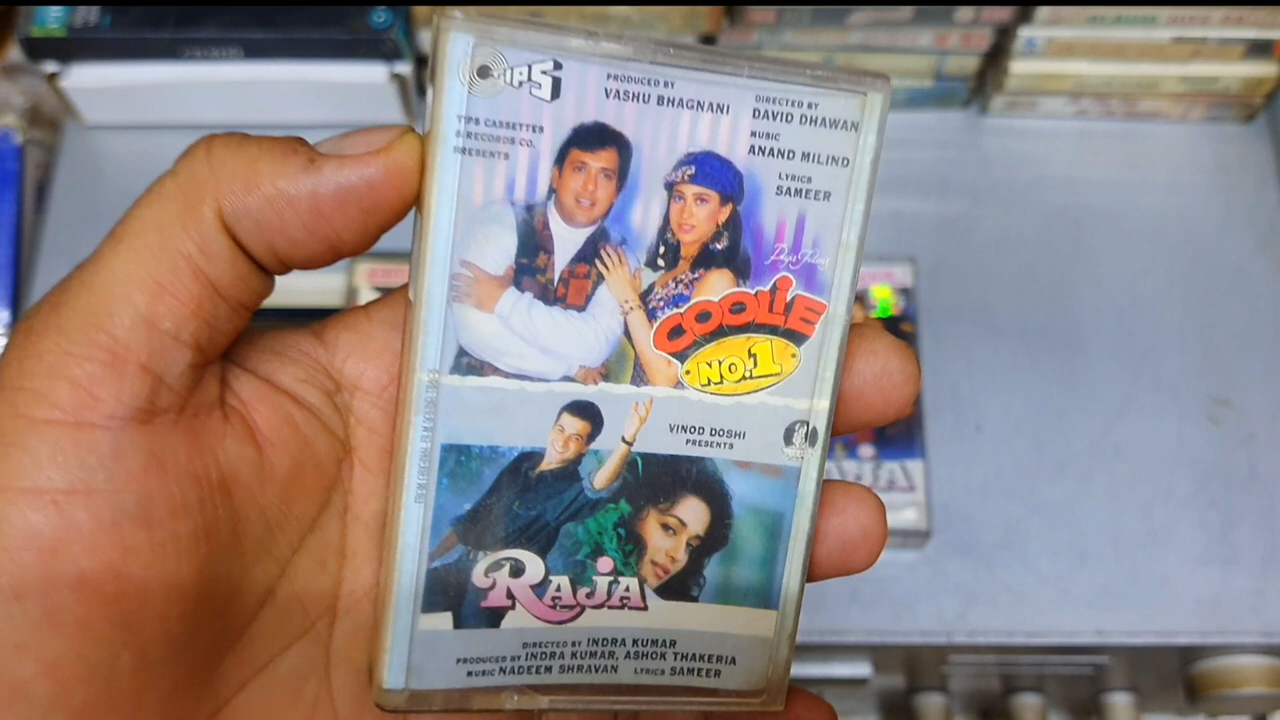 TIPS
PRODUCED BY
VASHU BHAGNANI
DIRECTED BY
DAVID DHAWAN
TIPS CASSETTES
& RECORDS CO.
PRESENTS
MUSIC
ANAND MILIND
LYRICS
SAMEER
COOLIE
NO.1
VINOD DOSHI
PRESENTS
RAJA
DIRECTED BY INDRA KUMAR
PRODUCED BY INDRA KUMAR, ASHOK THAKERIA
MUSIC NADEEM SHRAVAN LYRICS SAMEER